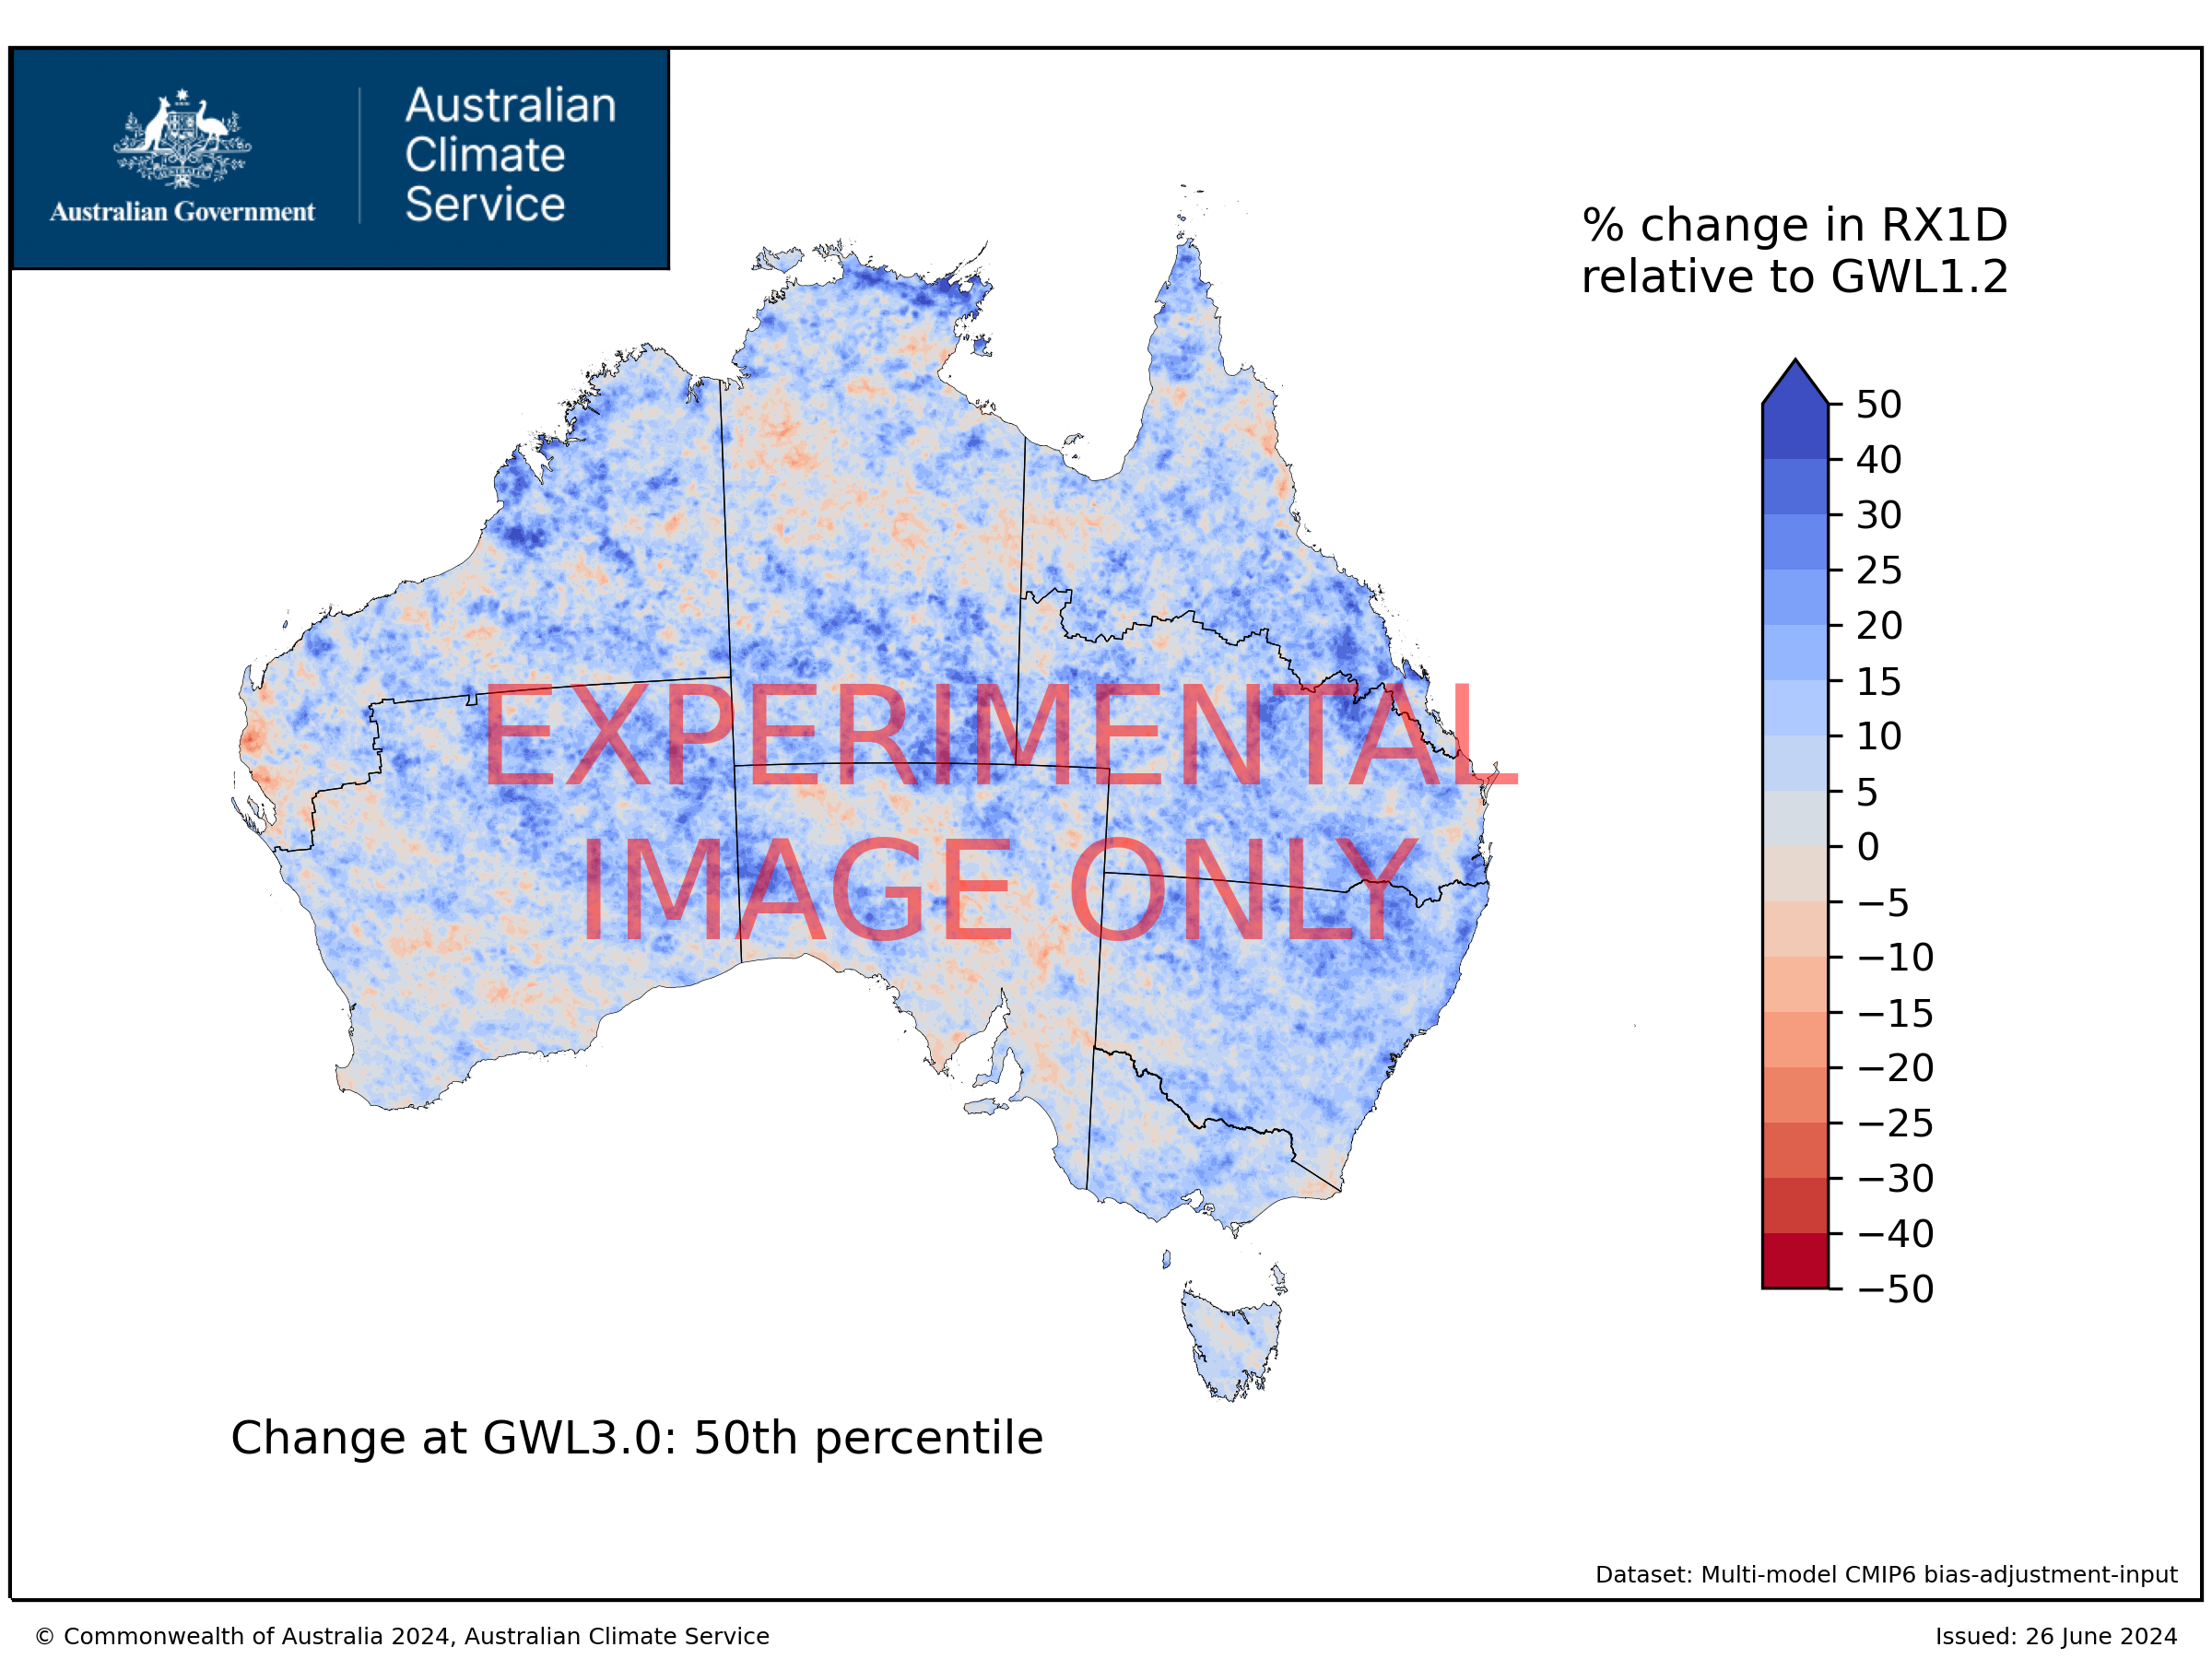 Australian Government
Australian
Climate
Service
% change in RX1D
relative to GWL1.2
50
40
30
25
20
15
10
5
0
−5
−10
−15
−20
−25
−30
−40
−50
EXPERIMENTAL
IMAGE ONLY
Change at GWL3.0: 50th percentile
Dataset: Multi-model CMIP6 bias-adjustment-input
© Commonwealth of Australia 2024, Australian Climate Service
Issued: 26 June 2024